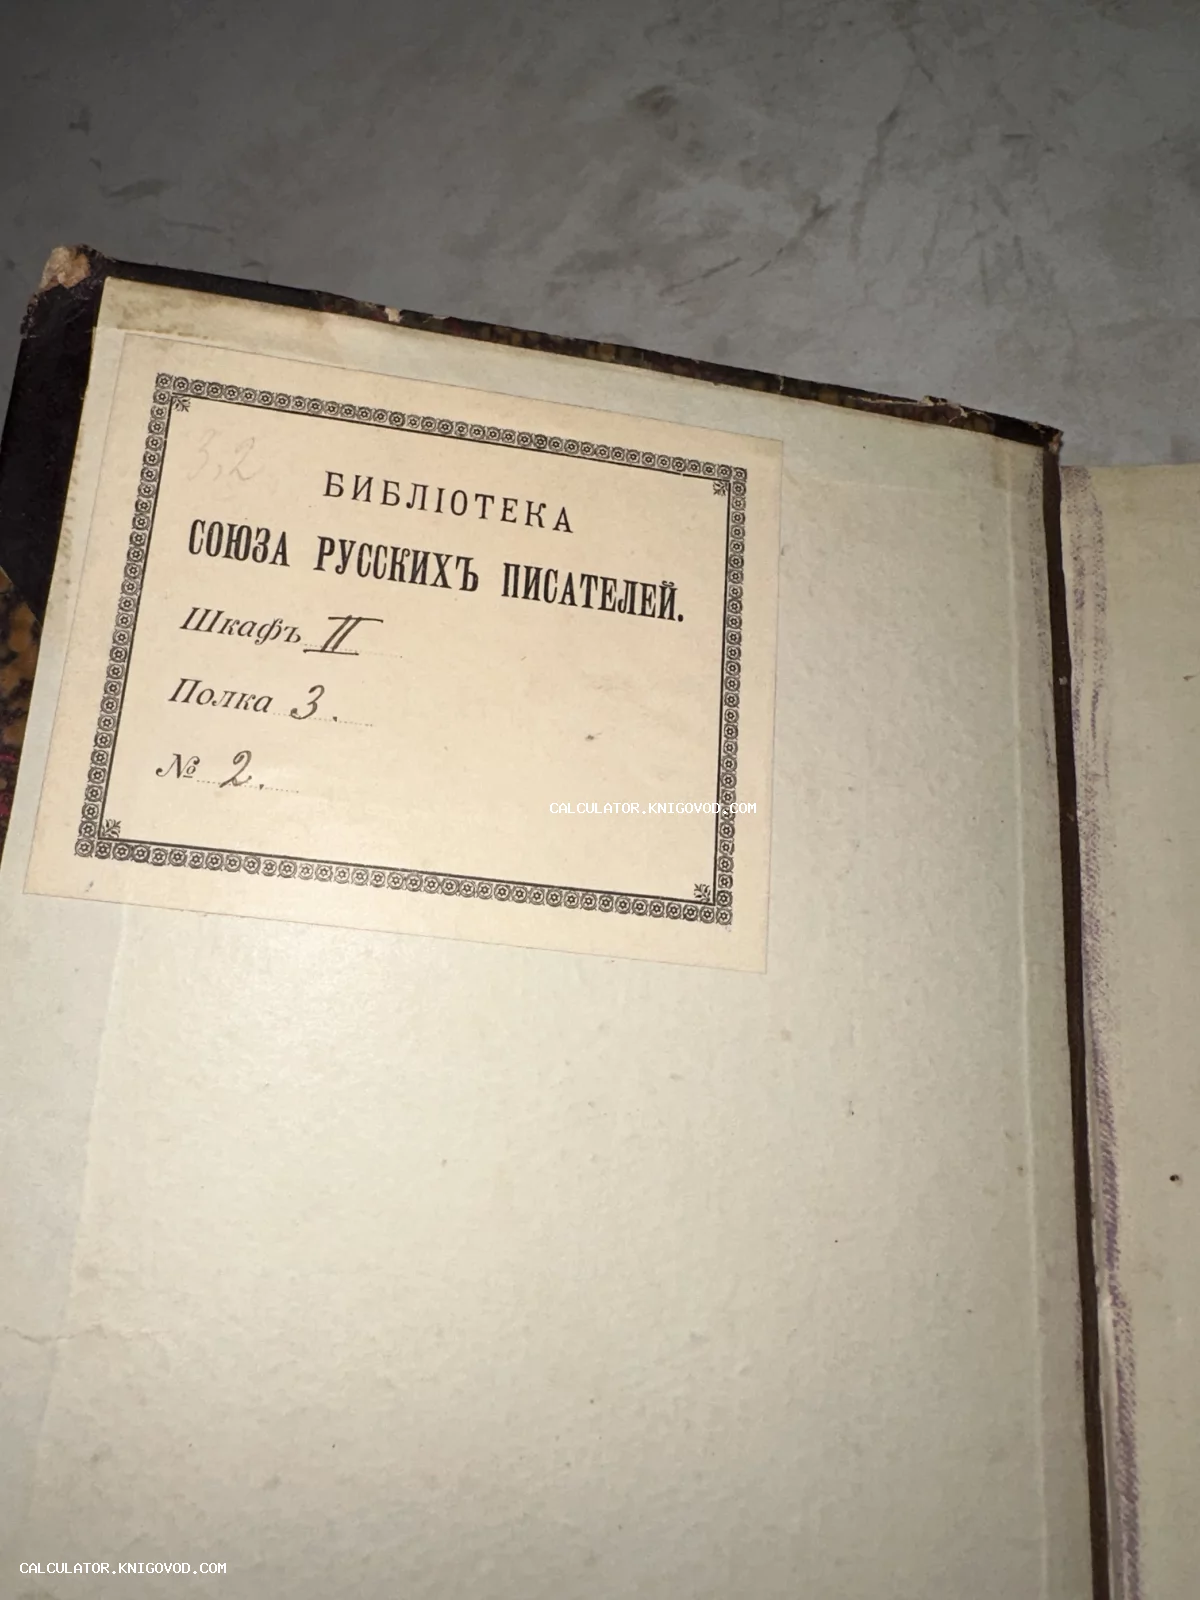 3,2
БИБЛІОТЕКА
СОЮЗА РУССКИХЪ ПИСАТЕЛЕЙ.
Шкафъ II
Полка 3.
№ 2.
CALCULATOR.KNIGOVOD.COM
CALCULATOR.KNIGOVOD.COM